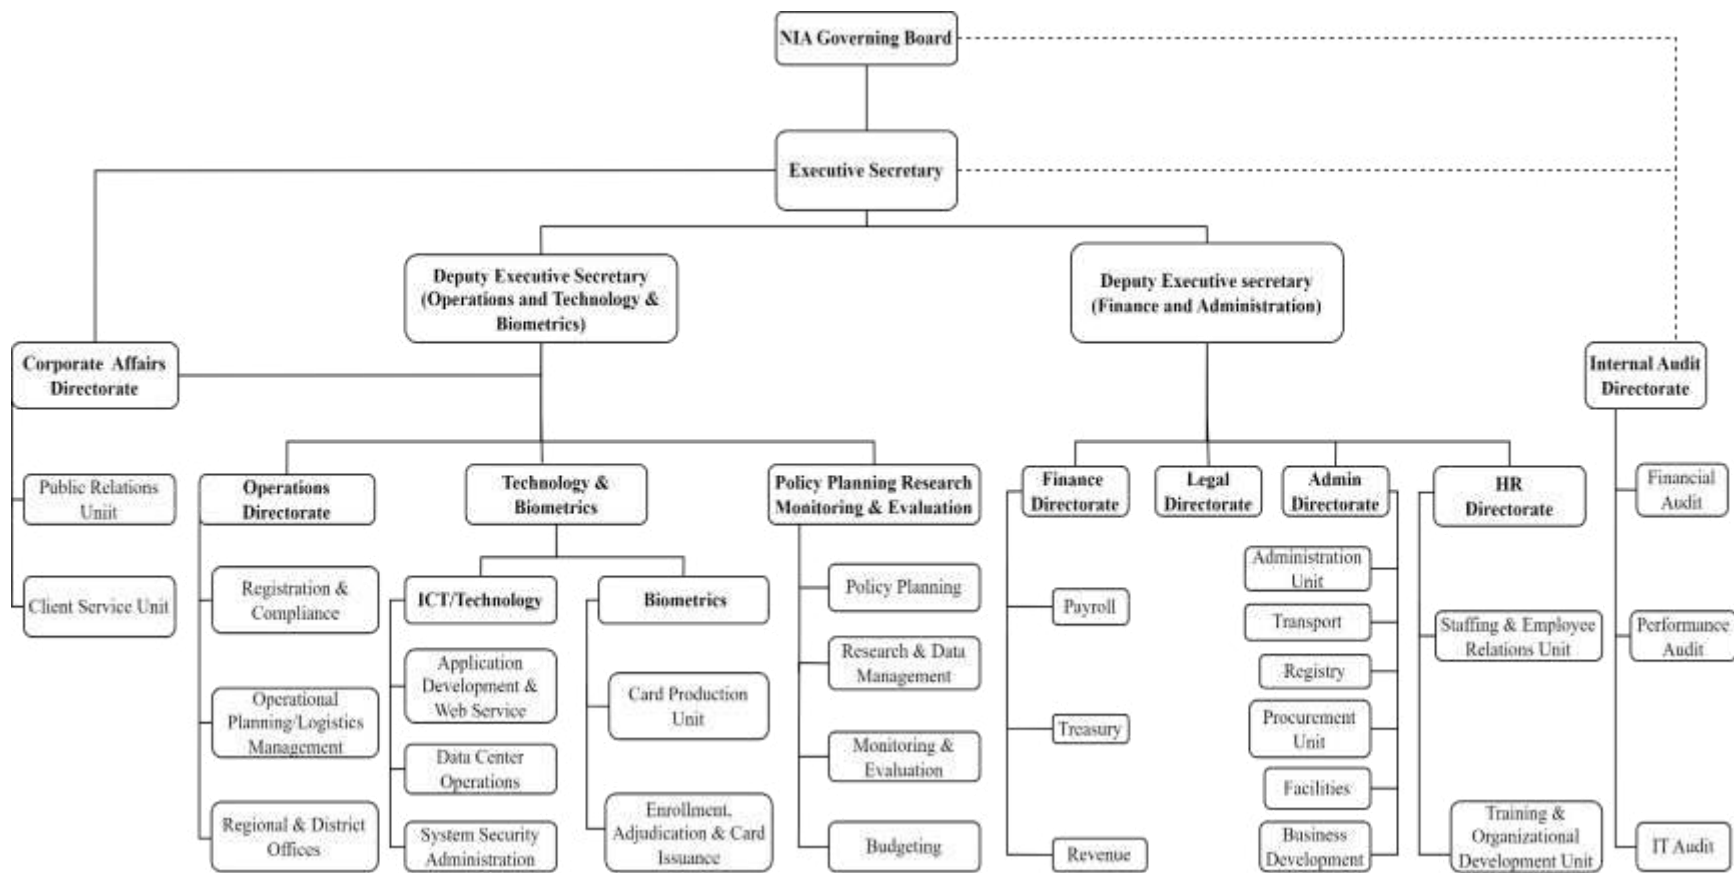 NIA Governing Board
Executive Secretary
Deputy Executive Secretary
(Operations and Technology &
Biometrics)
Deputy Executive secretary
(Finance and Administration)
Corporate Affairs
Directorate
Internal Audit
Directorate
Public Relations
Uniit
Client Service Unit
Operations
Directorate
Registration &
Compliance
Operational
Planning/Logistics
Management
Regional & District
Offices
Technology &
Biometrics
ICT/Technology
Application
Development &
Web Service
Data Center
Operations
System Security
Administration
Biometrics
Card Production
Unit
Enrollment,
Adjudication & Card
Issuance
Policy Planning Research
Monitoring & Evaluation
Policy Planning
Research & Data
Management
Monitoring &
Evaluation
Budgeting
Finance
Directorate
Payroll
Treasury
Revenue
Legal
Directorate
Admin
Directorate
Administration
Unit
Transport
Registry
Procurement
Unit
Facilities
Business
Development
HR
Directorate
Staffing & Employee
Relations Unit
Training &
Organizational
Development Unit
Financial
Audit
Performance
Audit
IT Audit